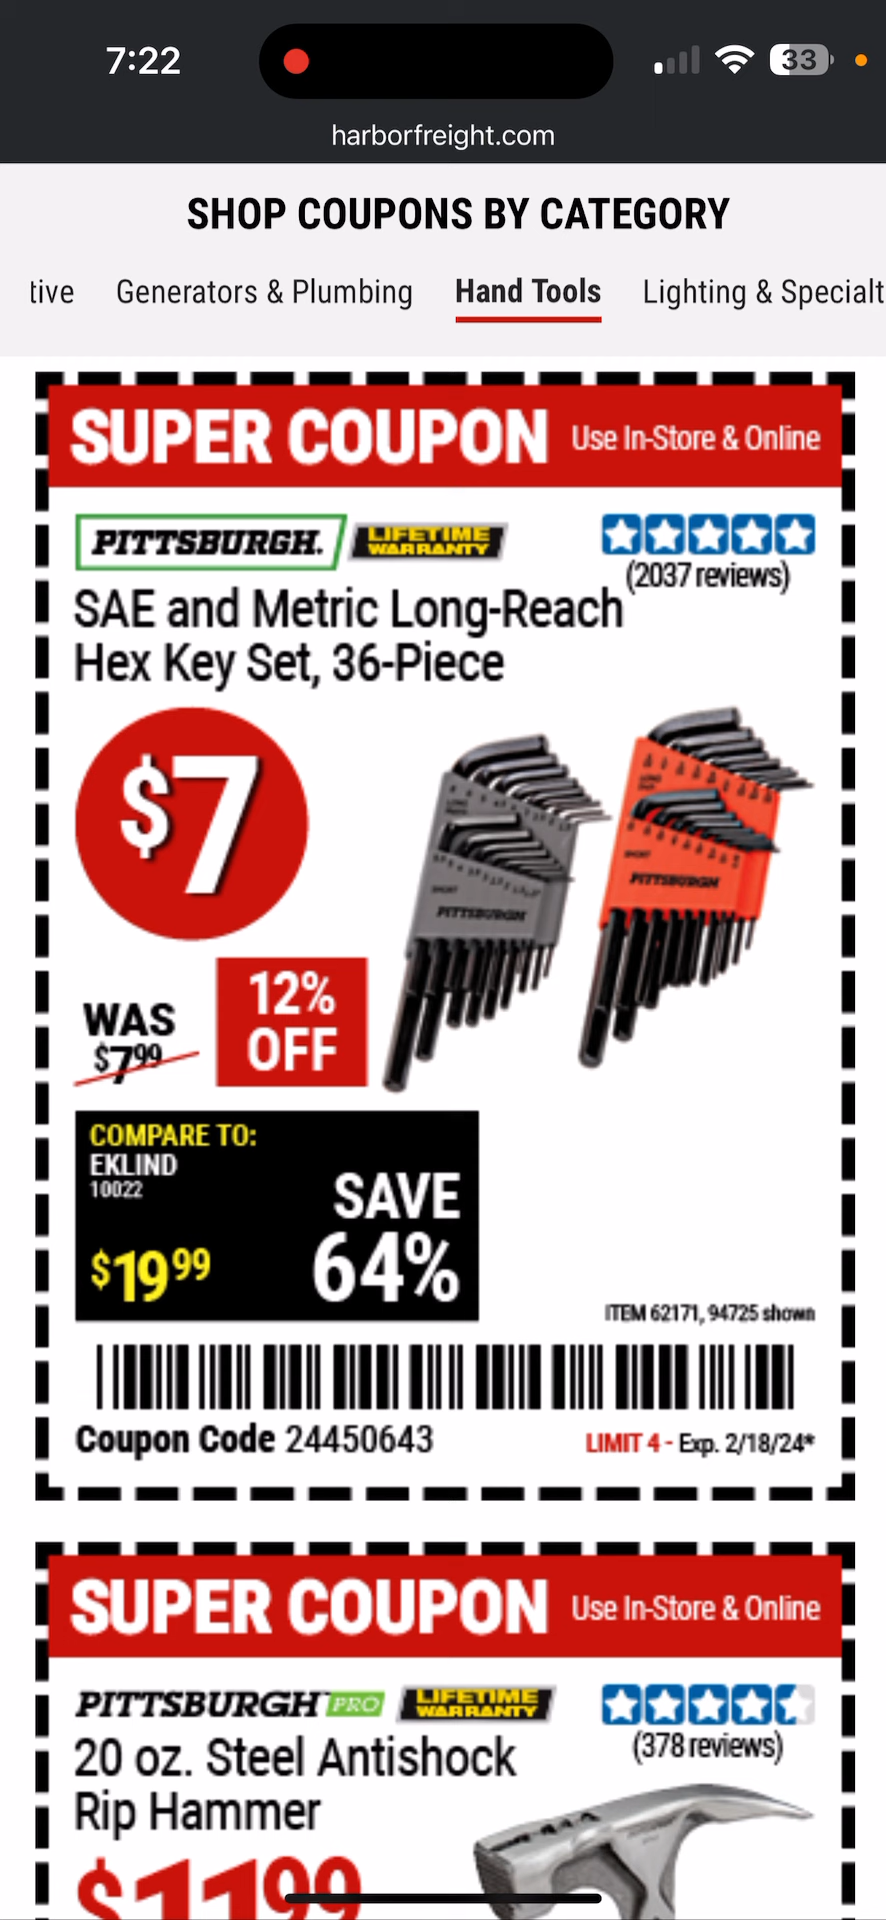 7:22
33
harborfreight.com
SHOP COUPONS BY CATEGORY
tive Generators & Plumbing Hand Tools Lighting & Specialt
SUPER COUPON Use In-Store & Online
PITTSBURGH. LIFETIME WARRANTY
(2037 reviews)
SAE and Metric Long-Reach
Hex Key Set, 36-Piece
$7
PITTSBURGH
PITTSBURGH
WAS
$7.99
12%
OFF
COMPARE TO:
EKLIND
10022
SAVE
$19.99 64%
ITEM 62171, 94725 shown
Coupon Code 24450643 LIMIT 4 - Exp. 2/18/24*
SUPER COUPON Use In-Store & Online
PITTSBURGH PRO LIFETIME WARRANTY
(378 reviews)
20 oz. Steel Antishock
Rip Hammer
$11.99